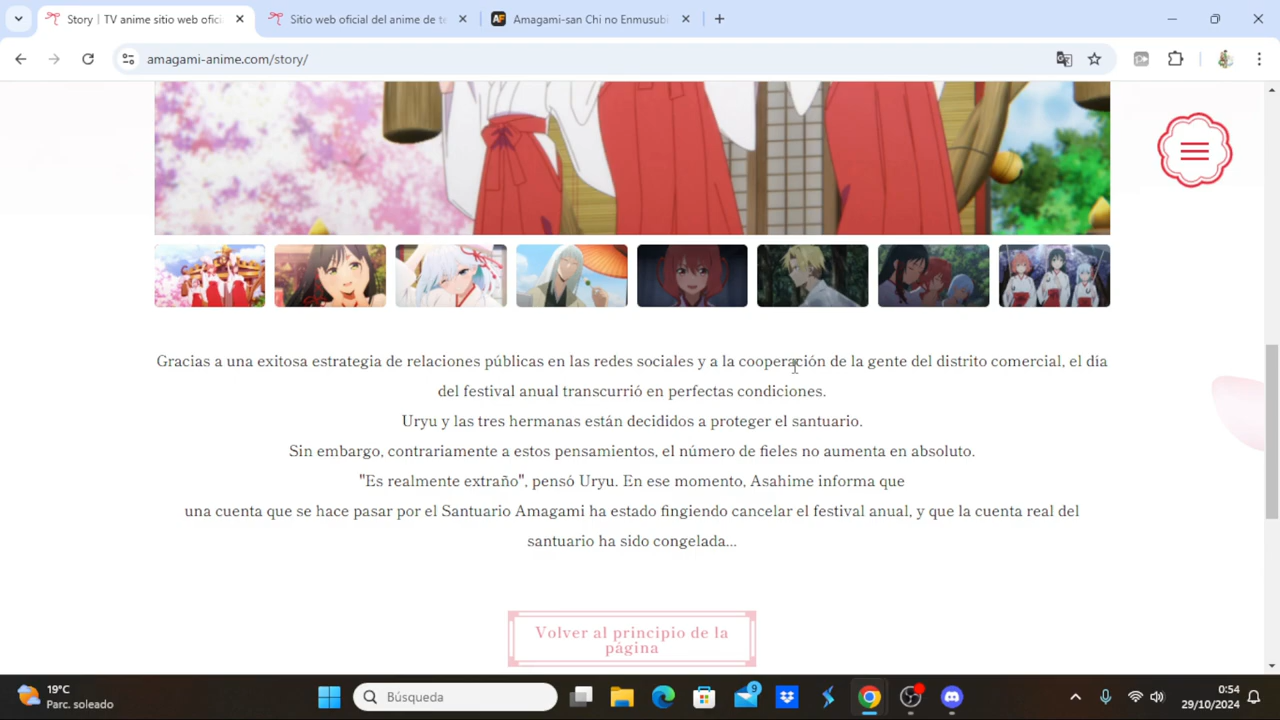 Story | TV anime sitio web ofici
Sitio web oficial del anime de te
AF
Amagami-san Chi no Enmusubi
amagami-anime.com/story/
Gracias a una exitosa estrategia de relaciones públicas en las redes sociales y a la cooperación de la gente del distrito comercial, el día
del festival anual transcurrió en perfectas condiciones.
Uryu y las tres hermanas están decididos a proteger el santuario.
Sin embargo, contrariamente a estos pensamientos, el número de fieles no aumenta en absoluto.
"Es realmente extraño", pensó Uryu. En ese momento, Asahime informa que
una cuenta que se hace pasar por el Santuario Amagami ha estado fingiendo cancelar el festival anual, y que la cuenta real del
santuario ha sido congelada...
Volver al principio de la
página
19°C
Parc. soleado
Búsqueda
9
0:54
29/10/2024